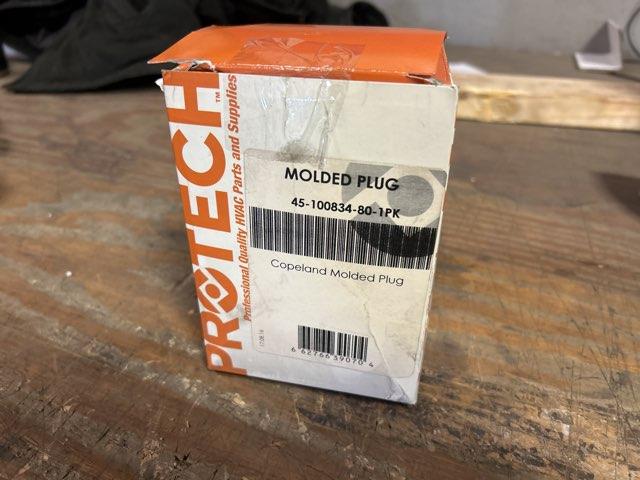 PROTECH™
Professional Quality HVAC Parts and Supplies
MOLDED PLUG
45-100834-80-1PK
Copeland Molded Plug
6 62766 39070 4